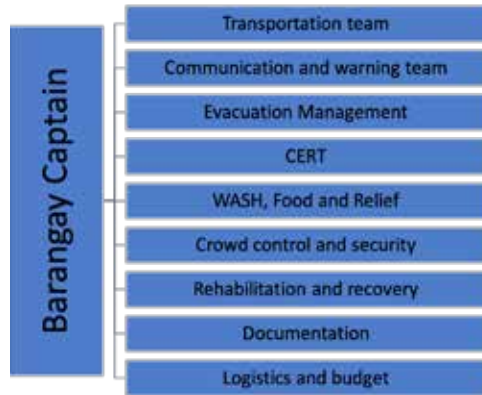 Barangay Captain
Transportation team
Communication and warning team
Evacuation Management
CERT
WASH, Food and Relief
Crowd control and security
Rehabilitation and recovery
Documentation
Logistics and budget